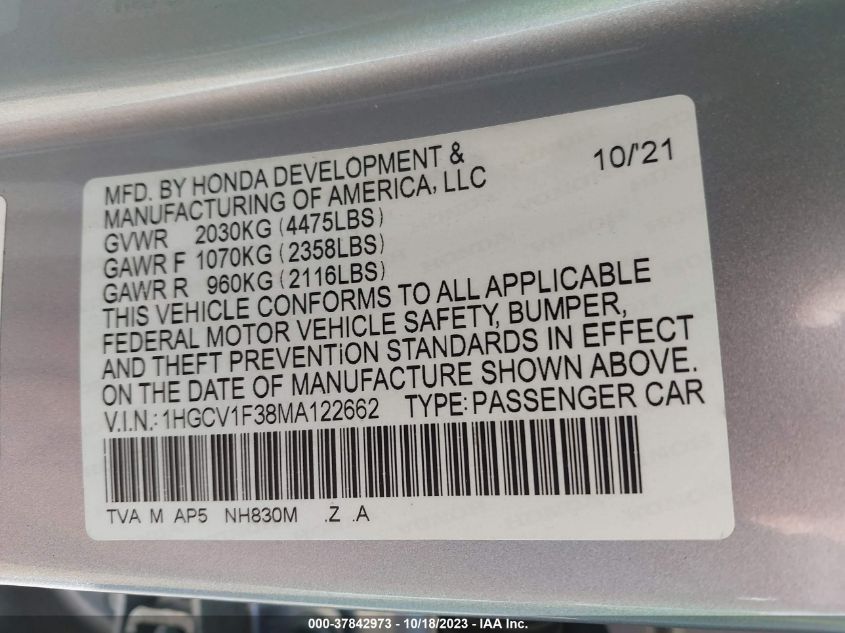 MFD. BY HONDA DEVELOPMENT & 10/'21
MANUFACTURING OF AMERICA, LLC
GVWR 2030KG (4475LBS)
GAWR F 1070KG (2358LBS)
GAWR R 960KG (2116LBS)
THIS VEHICLE CONFORMS TO ALL APPLICABLE
FEDERAL MOTOR VEHICLE SAFETY, BUMPER,
AND THEFT PREVENTION STANDARDS IN EFFECT
ON THE DATE OF MANUFACTURE SHOWN ABOVE.
V.I.N.: 1HGCV1F38MA122662 TYPE: PASSENGER CAR
TVA M AP5 NH830M .Z .A
000-37842973 - 10/18/2023 - IAA Inc.